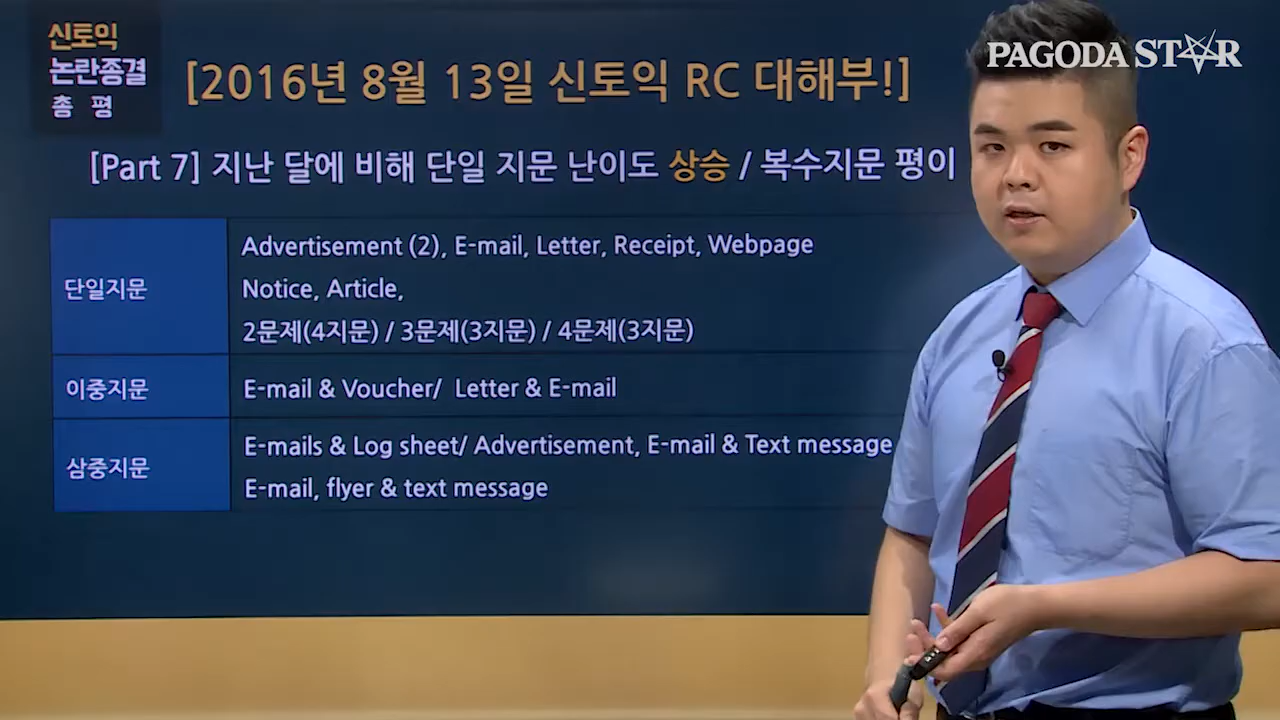 신토익
논란종결
총 평
PAGODA STAR
[2016년 8월 13일 신토익 RC 대해부!]
[Part 7] 지난 달에 비해 단일 지문 난이도 상승 / 복수지문 평이
단일지문
Advertisement (2), E-mail, Letter, Receipt, Webpage
Notice, Article,
2문제(4지문) / 3문제(3지문) / 4문제(3지문)
이중지문
E-mail & Voucher/ Letter & E-mail
삼중지문
E-mails & Log sheet/ Advertisement, E-mail & Text message
E-mail, flyer & text message